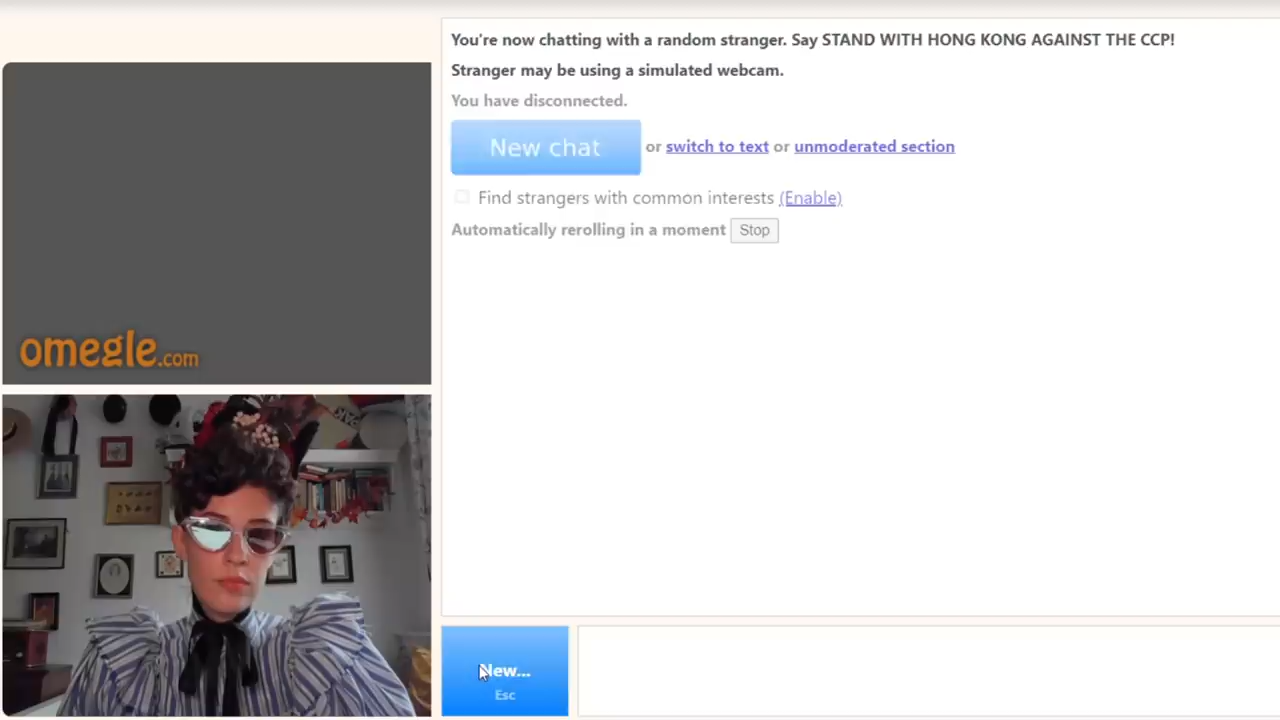 You're now chatting with a random stranger. Say STAND WITH HONG KONG AGAINST THE CCP!
Stranger may be using a simulated webcam.
You have disconnected.
New chat or switch to text or unmoderated section
Find strangers with common interests (Enable)
Automatically rerolling in a moment Stop
omegle.com
New...
Esc